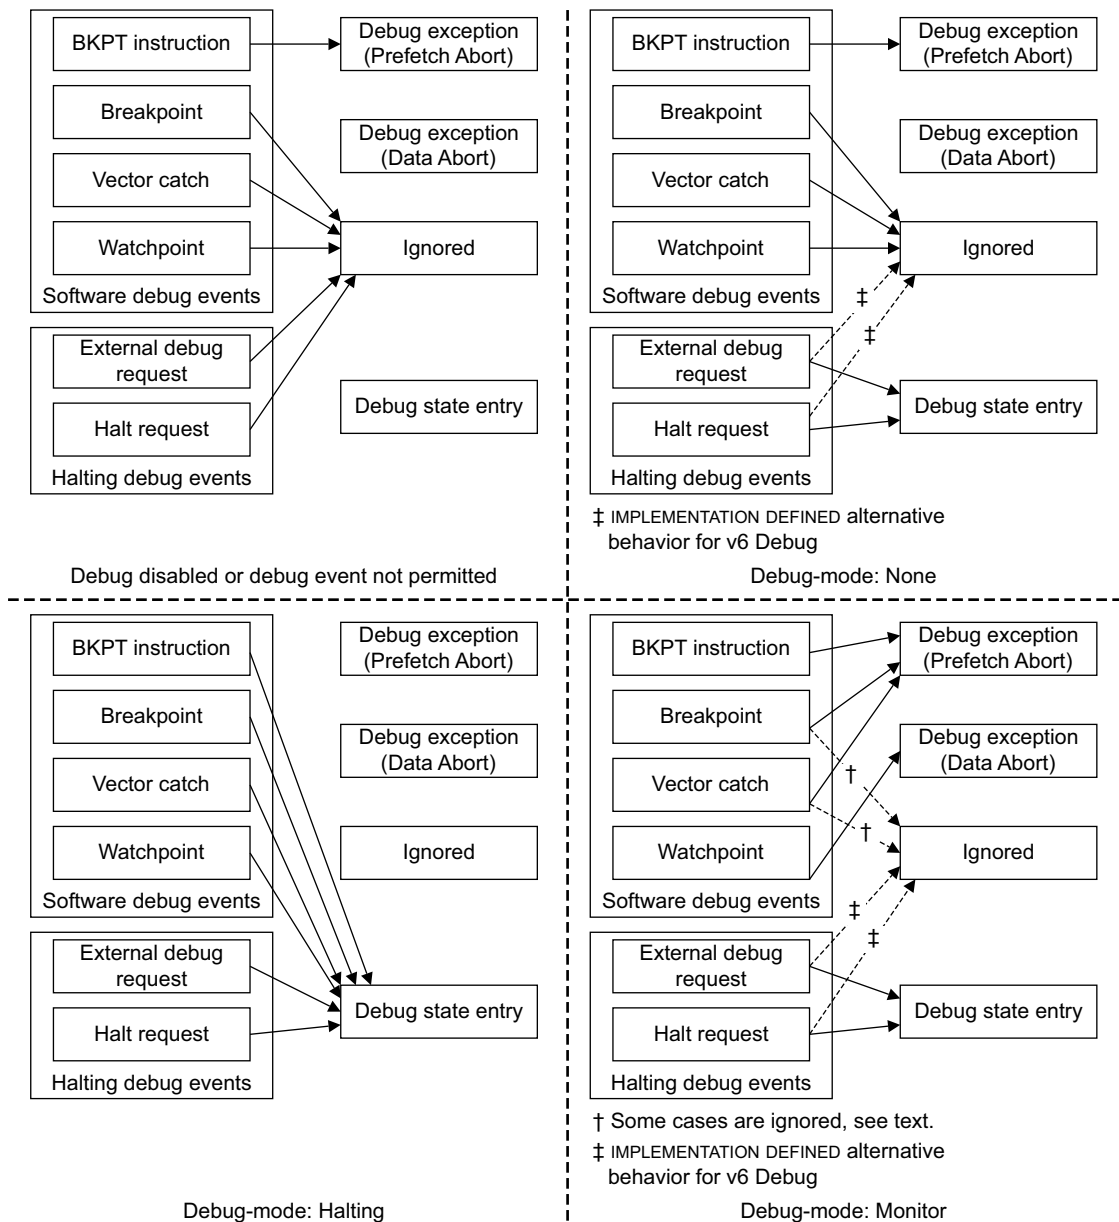 BKPT instruction
Breakpoint
Vector catch
Watchpoint
Software debug events
External debug
request
Halt request
Halting debug events
Debug exception
(Prefetch Abort)
Debug exception
(Data Abort)
Ignored
Debug state entry
Debug disabled or debug event not permitted
BKPT instruction
Breakpoint
Vector catch
Watchpoint
Software debug events
External debug
request
Halt request
Halting debug events
Debug exception
(Prefetch Abort)
Debug exception
(Data Abort)
Ignored
‡
‡
Debug state entry
‡ IMPLEMENTATION DEFINED alternative
behavior for v6 Debug
Debug-mode: None
BKPT instruction
Breakpoint
Vector catch
Watchpoint
Software debug events
External debug
request
Halt request
Halting debug events
Debug exception
(Prefetch Abort)
Debug exception
(Data Abort)
Ignored
Debug state entry
Debug-mode: Halting
BKPT instruction
Breakpoint
Vector catch
Watchpoint
Software debug events
External debug
request
Halt request
Halting debug events
Debug exception
(Prefetch Abort)
Debug exception
(Data Abort)
†
†
Ignored
‡
‡
Debug state entry
† Some cases are ignored, see text.
‡ IMPLEMENTATION DEFINED alternative
behavior for v6 Debug
Debug-mode: Monitor